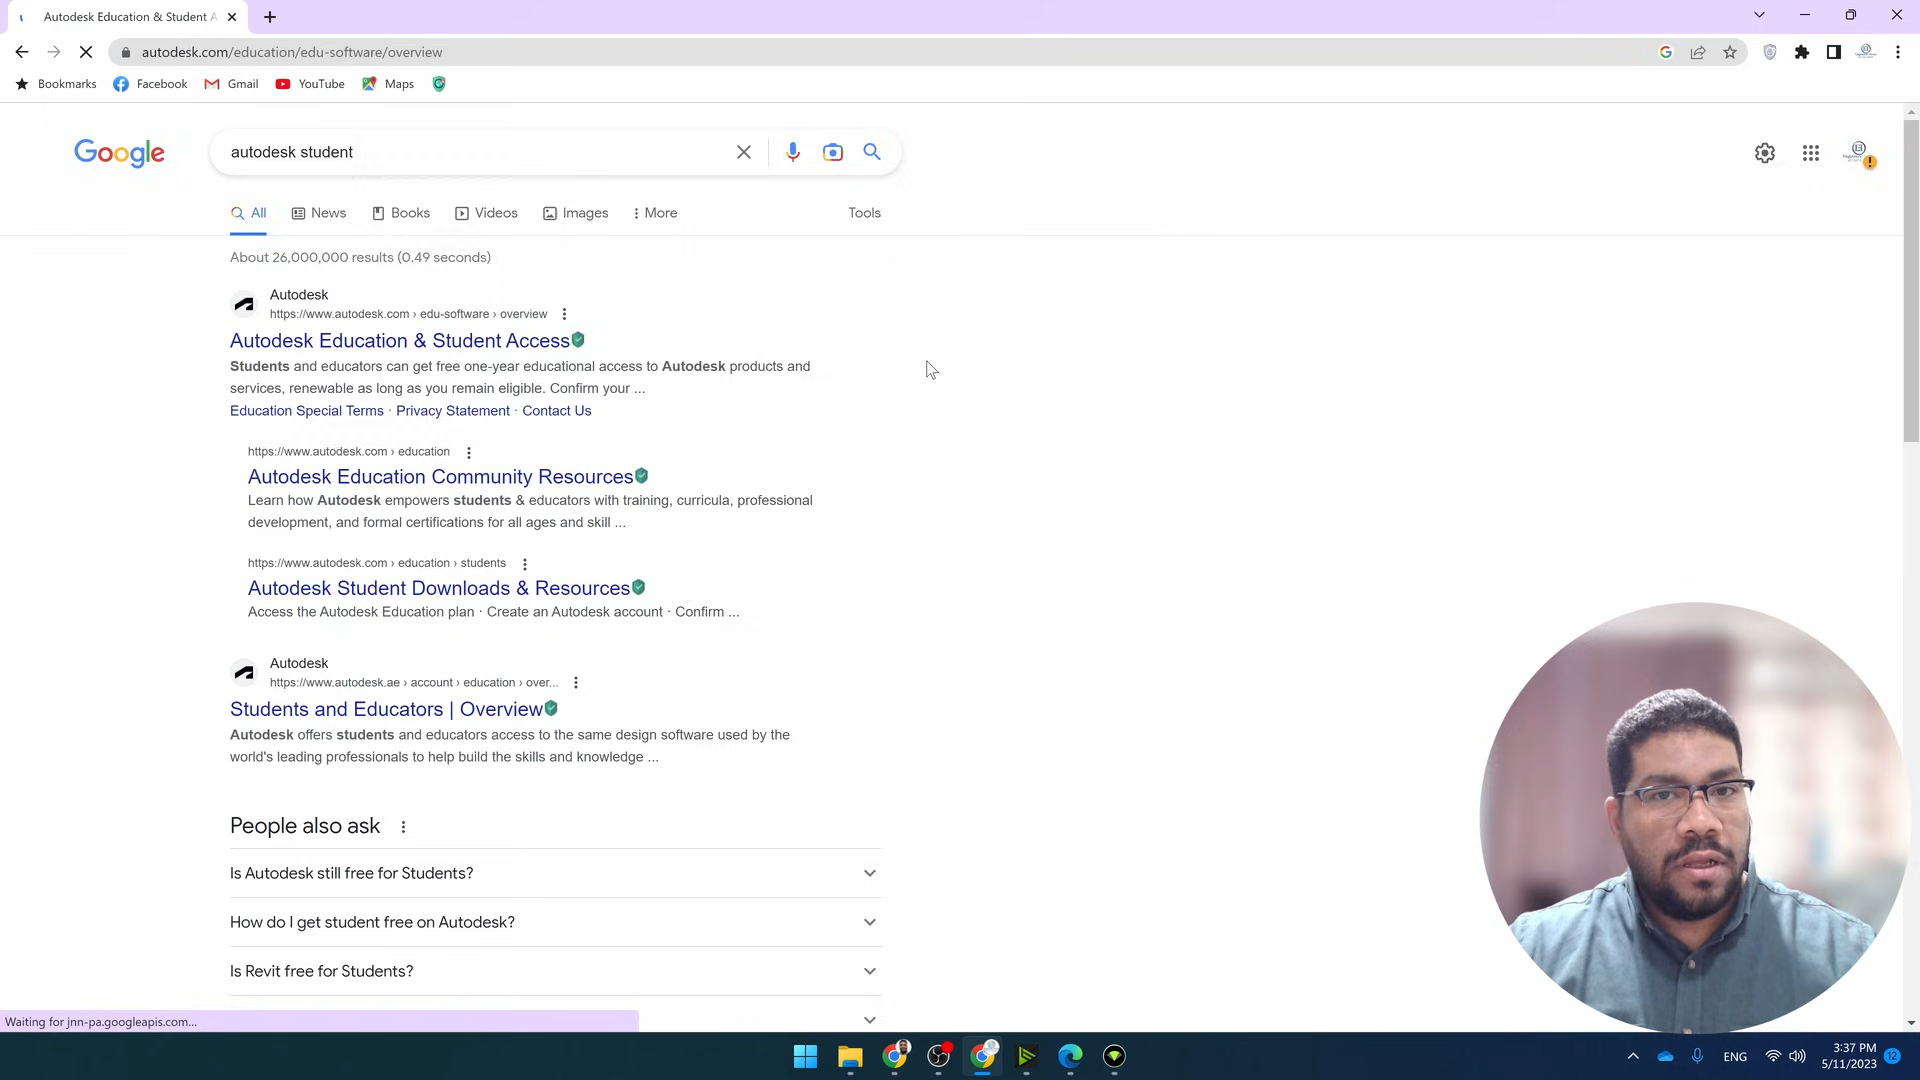 Autodesk Education & Student A
autodesk.com/education/edu-software/overview
Bookmarks
Facebook
Gmail
YouTube
Maps
Google
autodesk student
All
News
Books
Videos
Images
More
Tools
About 26,000,000 results (0.49 seconds)
Autodesk
https://www.autodesk.com › edu-software › overview
Autodesk Education & Student Access
Students and educators can get free one-year educational access to Autodesk products and
services, renewable as long as you remain eligible. Confirm your ...
Education Special Terms · Privacy Statement · Contact Us
https://www.autodesk.com › education
Autodesk Education Community Resources
Learn how Autodesk empowers students & educators with training, curricula, professional
development, and formal certifications for all ages and skill ...
https://www.autodesk.com › education › students
Autodesk Student Downloads & Resources
Access the Autodesk Education plan · Create an Autodesk account · Confirm ...
Autodesk
https://www.autodesk.ae › account › education › over...
Students and Educators | Overview
Autodesk offers students and educators access to the same design software used by the
world's leading professionals to help build the skills and knowledge ...
People also ask
Is Autodesk still free for Students?
How do I get student free on Autodesk?
Is Revit free for Students?
Waiting for jnn-pa.googleapis.com...
ENG
3:37 PM
5/11/2023
12